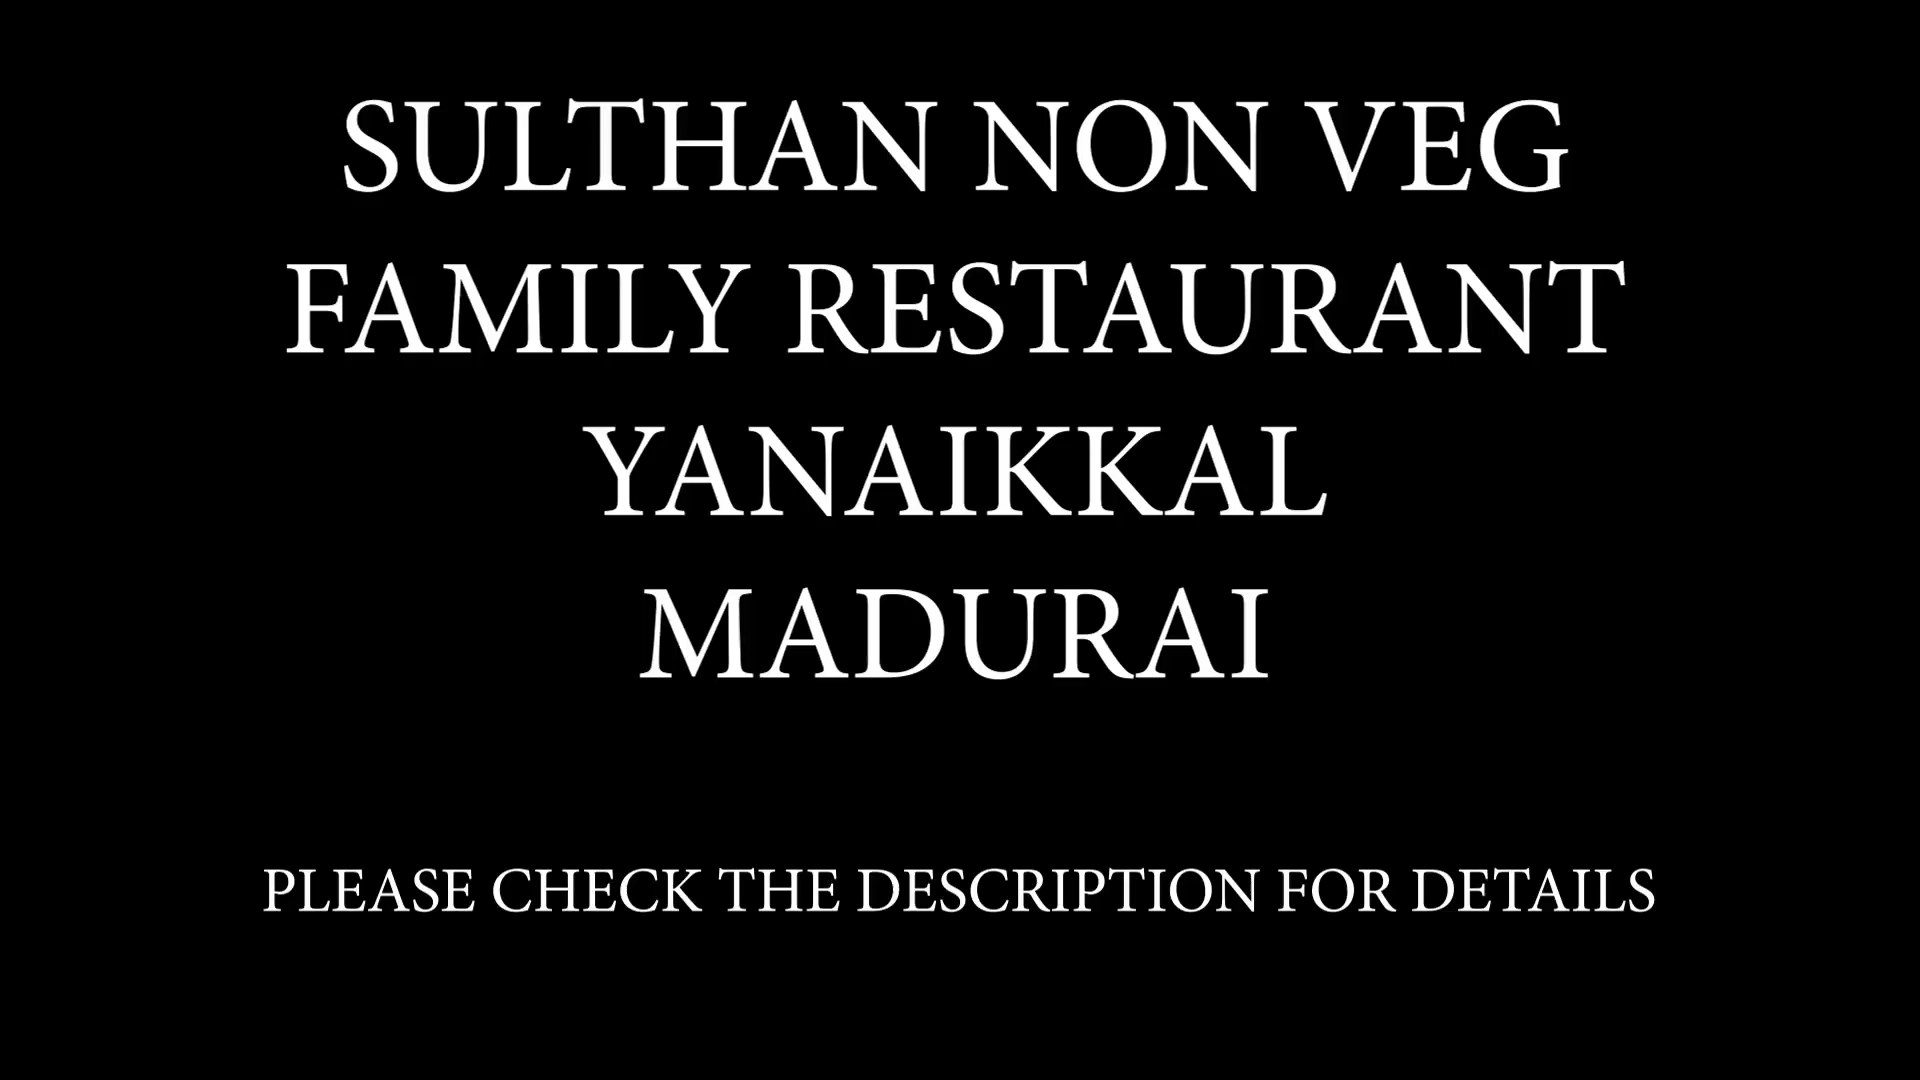 SULTHAN NON VEG
FAMILY RESTAURANT
YANAIKKAL
MADURAI
PLEASE CHECK THE DESCRIPTION FOR DETAILS